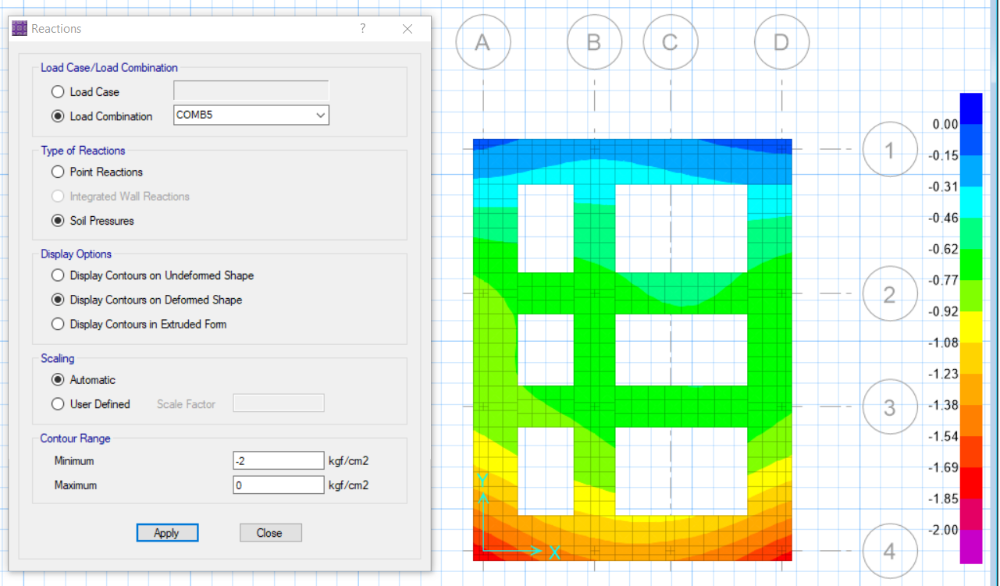 Reactions
?
Load Case/Load Combination
Load Case
Load Combination
COMB5
Type of Reactions
Point Reactions
Integrated Wall Reactions
Soil Pressures
Display Options
Display Contours on Undeformed Shape
Display Contours on Deformed Shape
Display Contours in Extruded Form
Scaling
Automatic
User Defined
Scale Factor
Contour Range
Minimum
-2
kgf/cm2
Maximum
0
kgf/cm2
Apply
Close
A
B
C
D
1
2
3
4
Y
X
0.00
-0.15
-0.31
-0.46
-0.62
-0.77
-0.92
-1.08
-1.23
-1.38
-1.54
-1.69
-1.85
-2.00